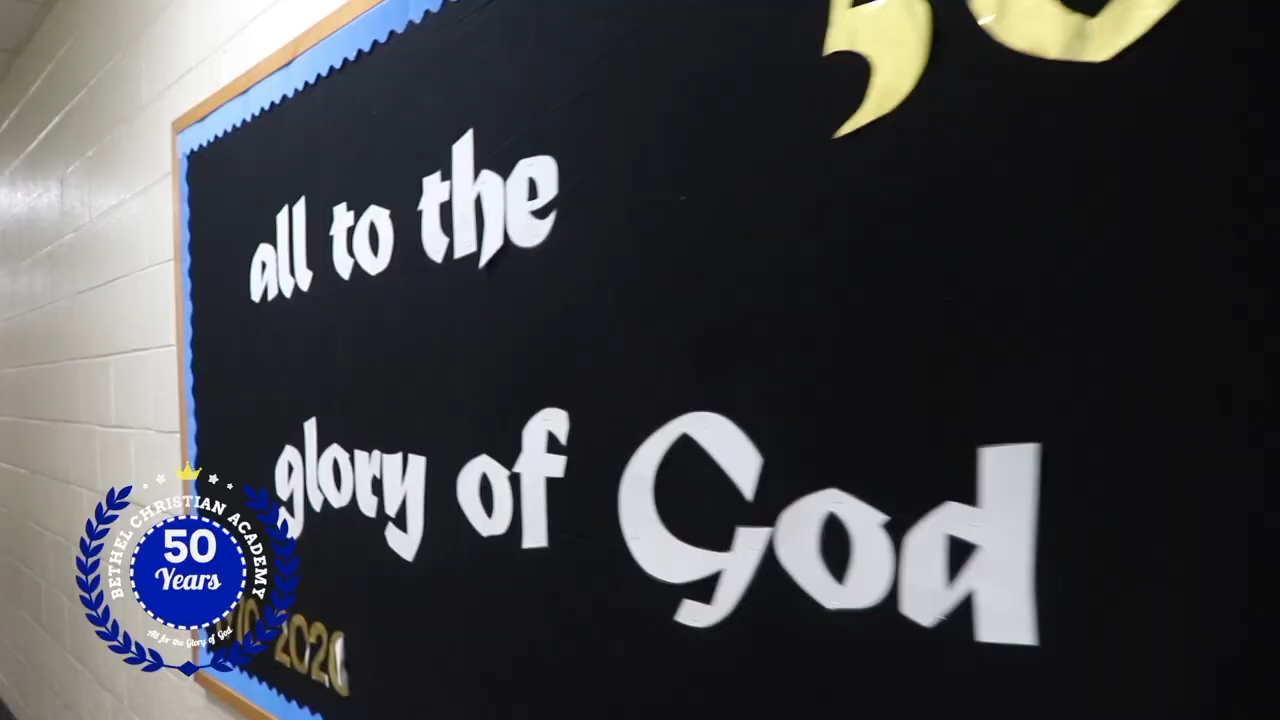 all to the
glory of God
BETHEL CHRISTIAN ACADEMY
50
Years
All for the Glory of God